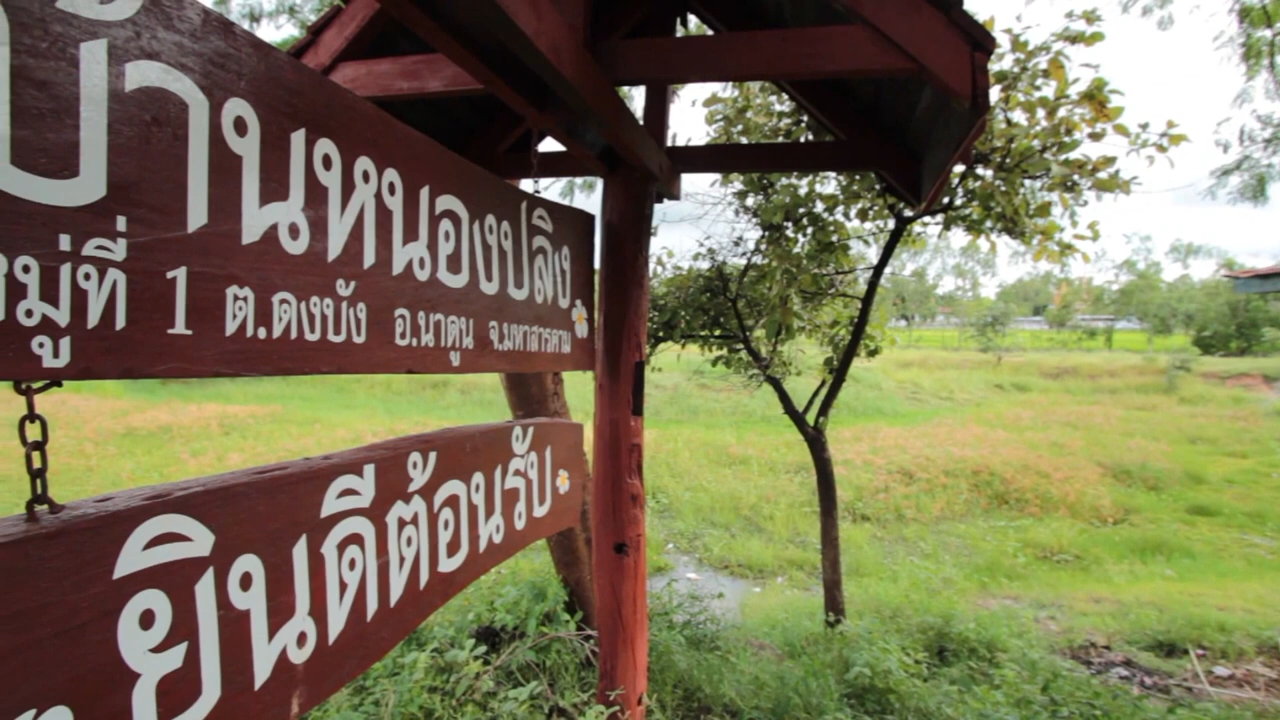 บ้านหนองปลิง
หมู่ที่ 1 ต.ดงบัง อ.นาดูน จ.มหาสารคาม
ยินดีต้อนรับ